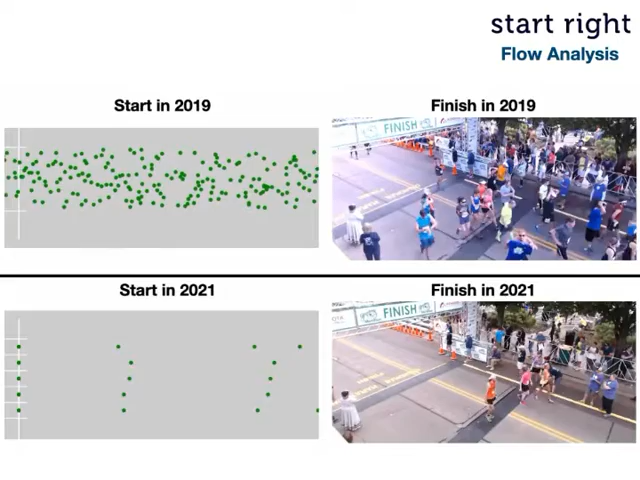 start right
Flow Analysis
Start in 2019
Finish in 2019
FINISH
Start in 2021
Finish in 2021
FINISH